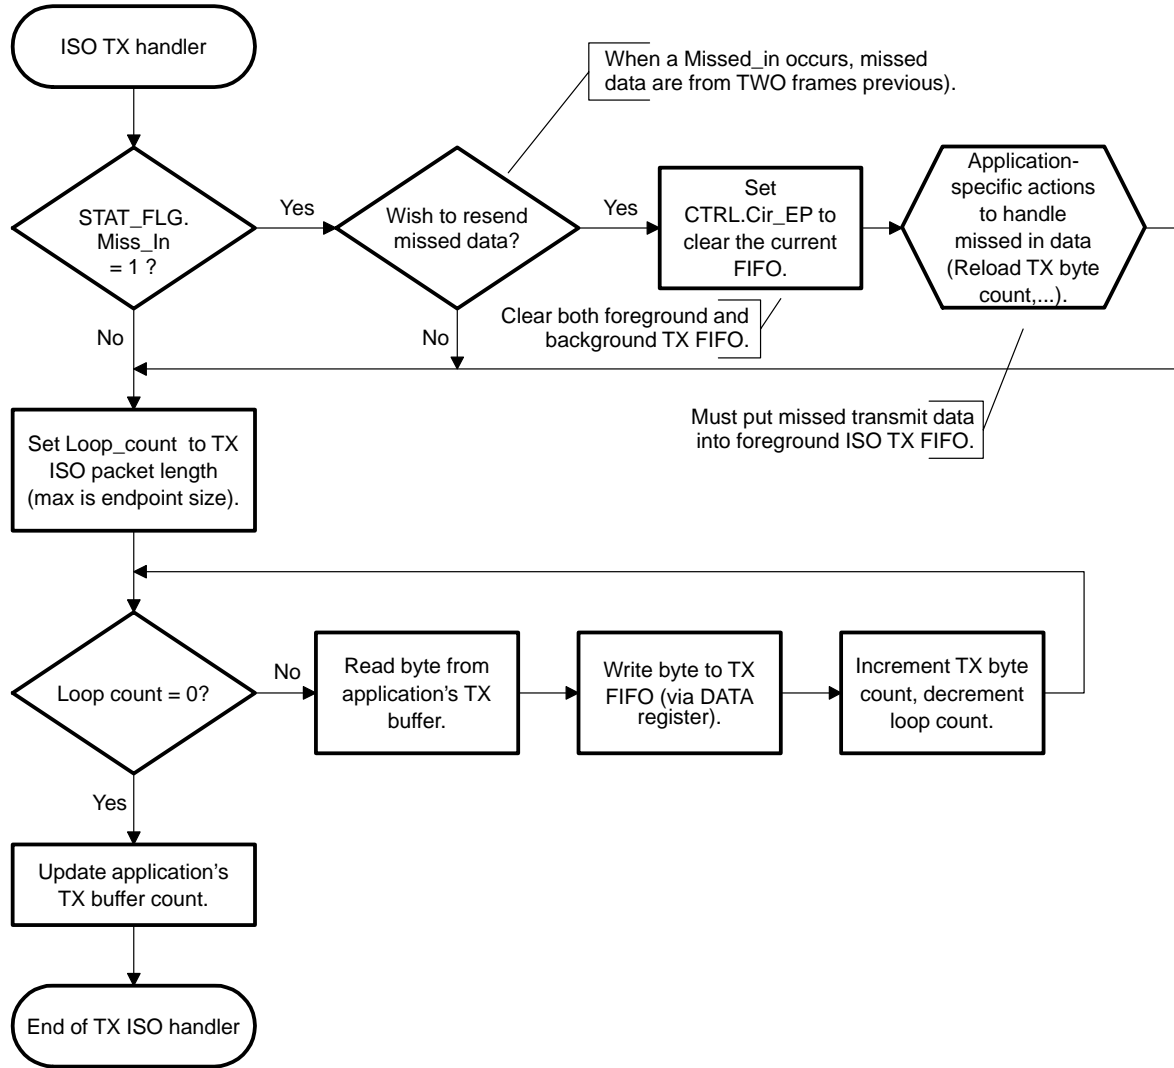 ISO TX handler
When a Missed_in occurs, missed
data are from TWO frames previous).
STAT_FLG.
Miss_In
= 1 ?
Yes
Wish to resend
missed data?
Yes
Set
CTRL.Cir_EP to
clear the current
FIFO.
Application-
specific actions
to handle
missed in data
(Reload TX byte
count,...).
No
No
Clear both foreground and
background TX FIFO.
Must put missed transmit data
into foreground ISO TX FIFO.
Set Loop_count to TX
ISO packet length
(max is endpoint size).
Loop count = 0?
No
Read byte from
application’s TX
buffer.
Write byte to TX
FIFO (via DATA
register).
Increment TX byte
count, decrement
loop count.
Yes
Update application’s
TX buffer count.
End of TX ISO handler